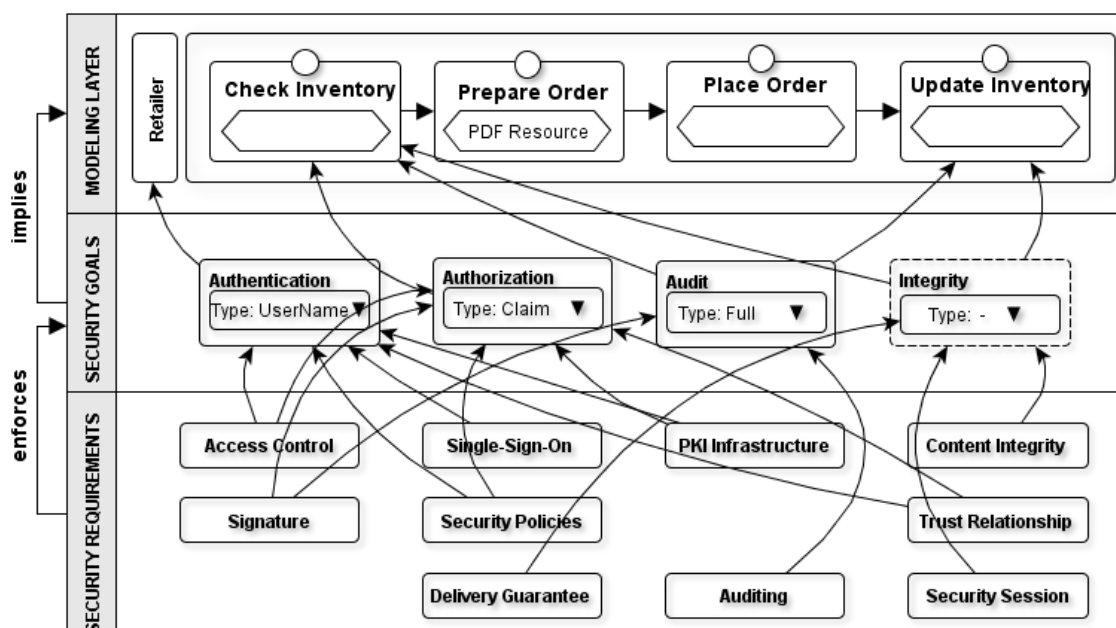 MODELING LAYER
Retailer
Check Inventory
Prepare Order
PDF Resource
Place Order
Update Inventory
implies
SECURITY GOALS
Authentication
Type: UserName
Authorization
Type: Claim
Audit
Type: Full
Integrity
Type: -
enforces
SECURITY REQUIREMENTS
Access Control
Single-Sign-On
PKI Infrastructure
Content Integrity
Signature
Security Policies
Trust Relationship
Delivery Guarantee
Auditing
Security Session